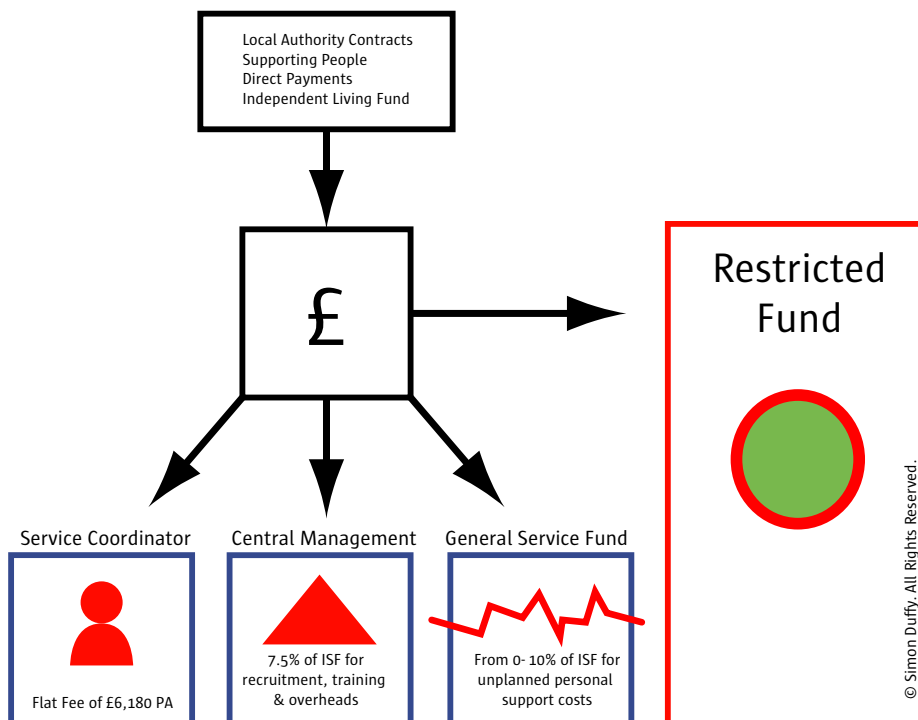 Local Authority Contracts
Supporting People
Direct Payments
Independent Living Fund
£
Restricted
Fund
Service Coordinator
Flat Fee of £6,180 PA
Central Management
7.5% of ISF for
recruitment, training
& overheads
General Service Fund
From 0- 10% of ISF for
unplanned personal
support costs
© Simon Duffy. All Rights Reserved.